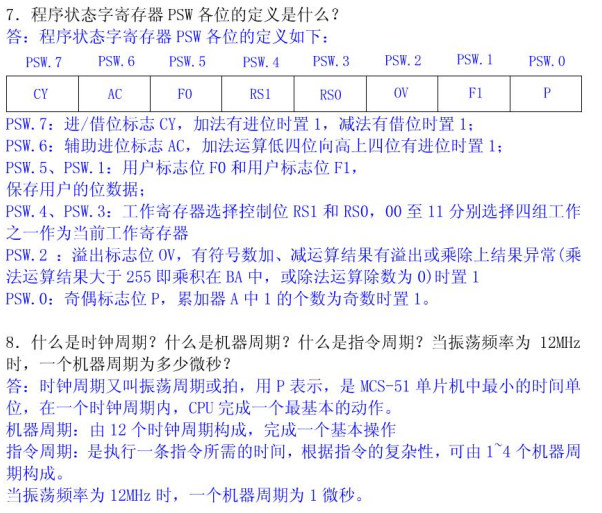 7. 程序状态字寄存器 PSW 各位的定义是什么?
答: 程序状态字寄存器 PSW 各位的定义如下:
PSW.7 PSW.6 PSW.5 PSW.4 PSW.3 PSW.2 PSW.1 PSW.0
CY AC F0 RS1 RS0 OV F1 P
PSW.7: 进/借位标志 CY, 加法有进位时置 1, 减法有借位时置 1;
PSW.6: 辅助进位标志 AC, 加法运算低四位向高上四位有进位时置 1;
PSW.5、PSW.1: 用户标志位 F0 和用户标志位 F1,
保存用户的位数据;
PSW.4、PSW.3: 工作寄存器选择控制位 RS1 和 RS0, 00 至 11 分别选择四组工作
之一作为当前工作寄存器
PSW.2 : 溢出标志位 OV, 有符号数加、减运算结果有溢出或乘除上结果异常(乘
法运算结果大于 255 即乘积在 BA 中, 或除法运算除数为 0)时置 1
PSW.0: 奇偶标志位 P, 累加器 A 中 1 的个数为奇数时置 1。
8. 什么是时钟周期? 什么是机器周期? 什么是指令周期? 当振荡频率为 12MHz
时, 一个机器周期为多少微秒?
答: 时钟周期又叫振荡周期或拍, 用 P 表示, 是 MCS-51 单片机中最小的时间单
位, 在一个时钟周期内, CPU 完成一个最基本的动作。
机器周期: 由 12 个时钟周期构成, 完成一个基本操作
指令周期: 是执行一条指令所需的时间, 根据指令的复杂性, 可由 1~4 个机器周
期构成。
当振荡频率为 12MHz 时, 一个机器周期为 1 微秒。